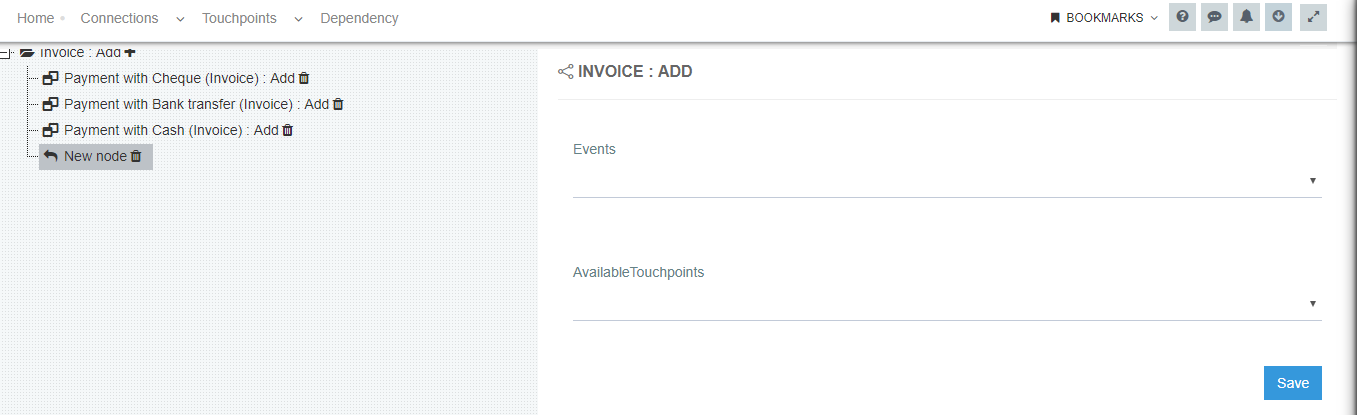 Home Connections Touchpoints Dependency BOOKMARKS
Invoice : Add
Payment with Cheque (Invoice) : Add
Payment with Bank transfer (Invoice) : Add
Payment with Cash (Invoice) : Add
New node
INVOICE : ADD
Events
AvailableTouchpoints
Save